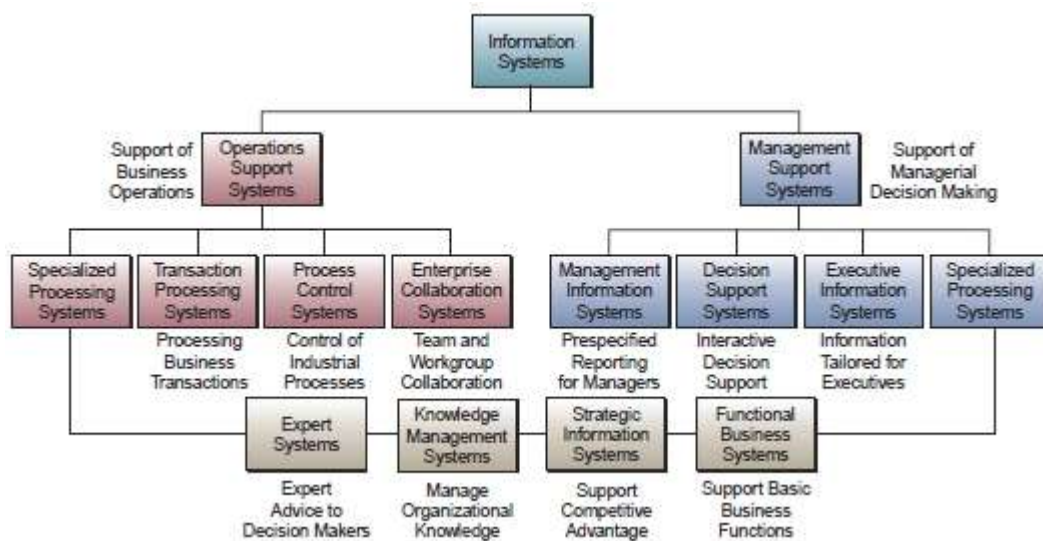 Information
Systems
Support of
Business
Operations
Operations
Support
Systems
Management
Support
Systems
Support of
Managerial
Decision Making
Specialized
Processing
Systems
Transaction
Processing
Systems
Processing
Business
Transactions
Process
Control
Systems
Control of
Industrial
Processes
Enterprise
Collaboration
Systems
Team and
Workgroup
Collaboration
Management
Information
Systems
Prespecified
Reporting
for Managers
Decision
Support
Systems
Interactive
Decision
Support
Executive
Information
Systems
Information
Tailored for
Executives
Specialized
Processing
Systems
Expert
Systems
Expert
Advice to
Decision Makers
Knowledge
Management
Systems
Manage
Organizational
Knowledge
Strategic
Information
Systems
Support
Competitive
Advantage
Functional
Business
Systems
Support Basic
Business
Functions